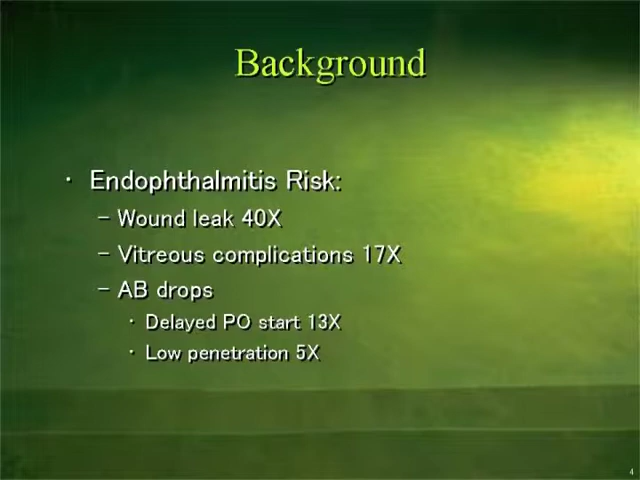 Background
• Endophthalmitis Risk:
– Wound leak 40X
– Vitreous complications 17X
– AB drops
• Delayed PO start 13X
• Low penetration 5X
4